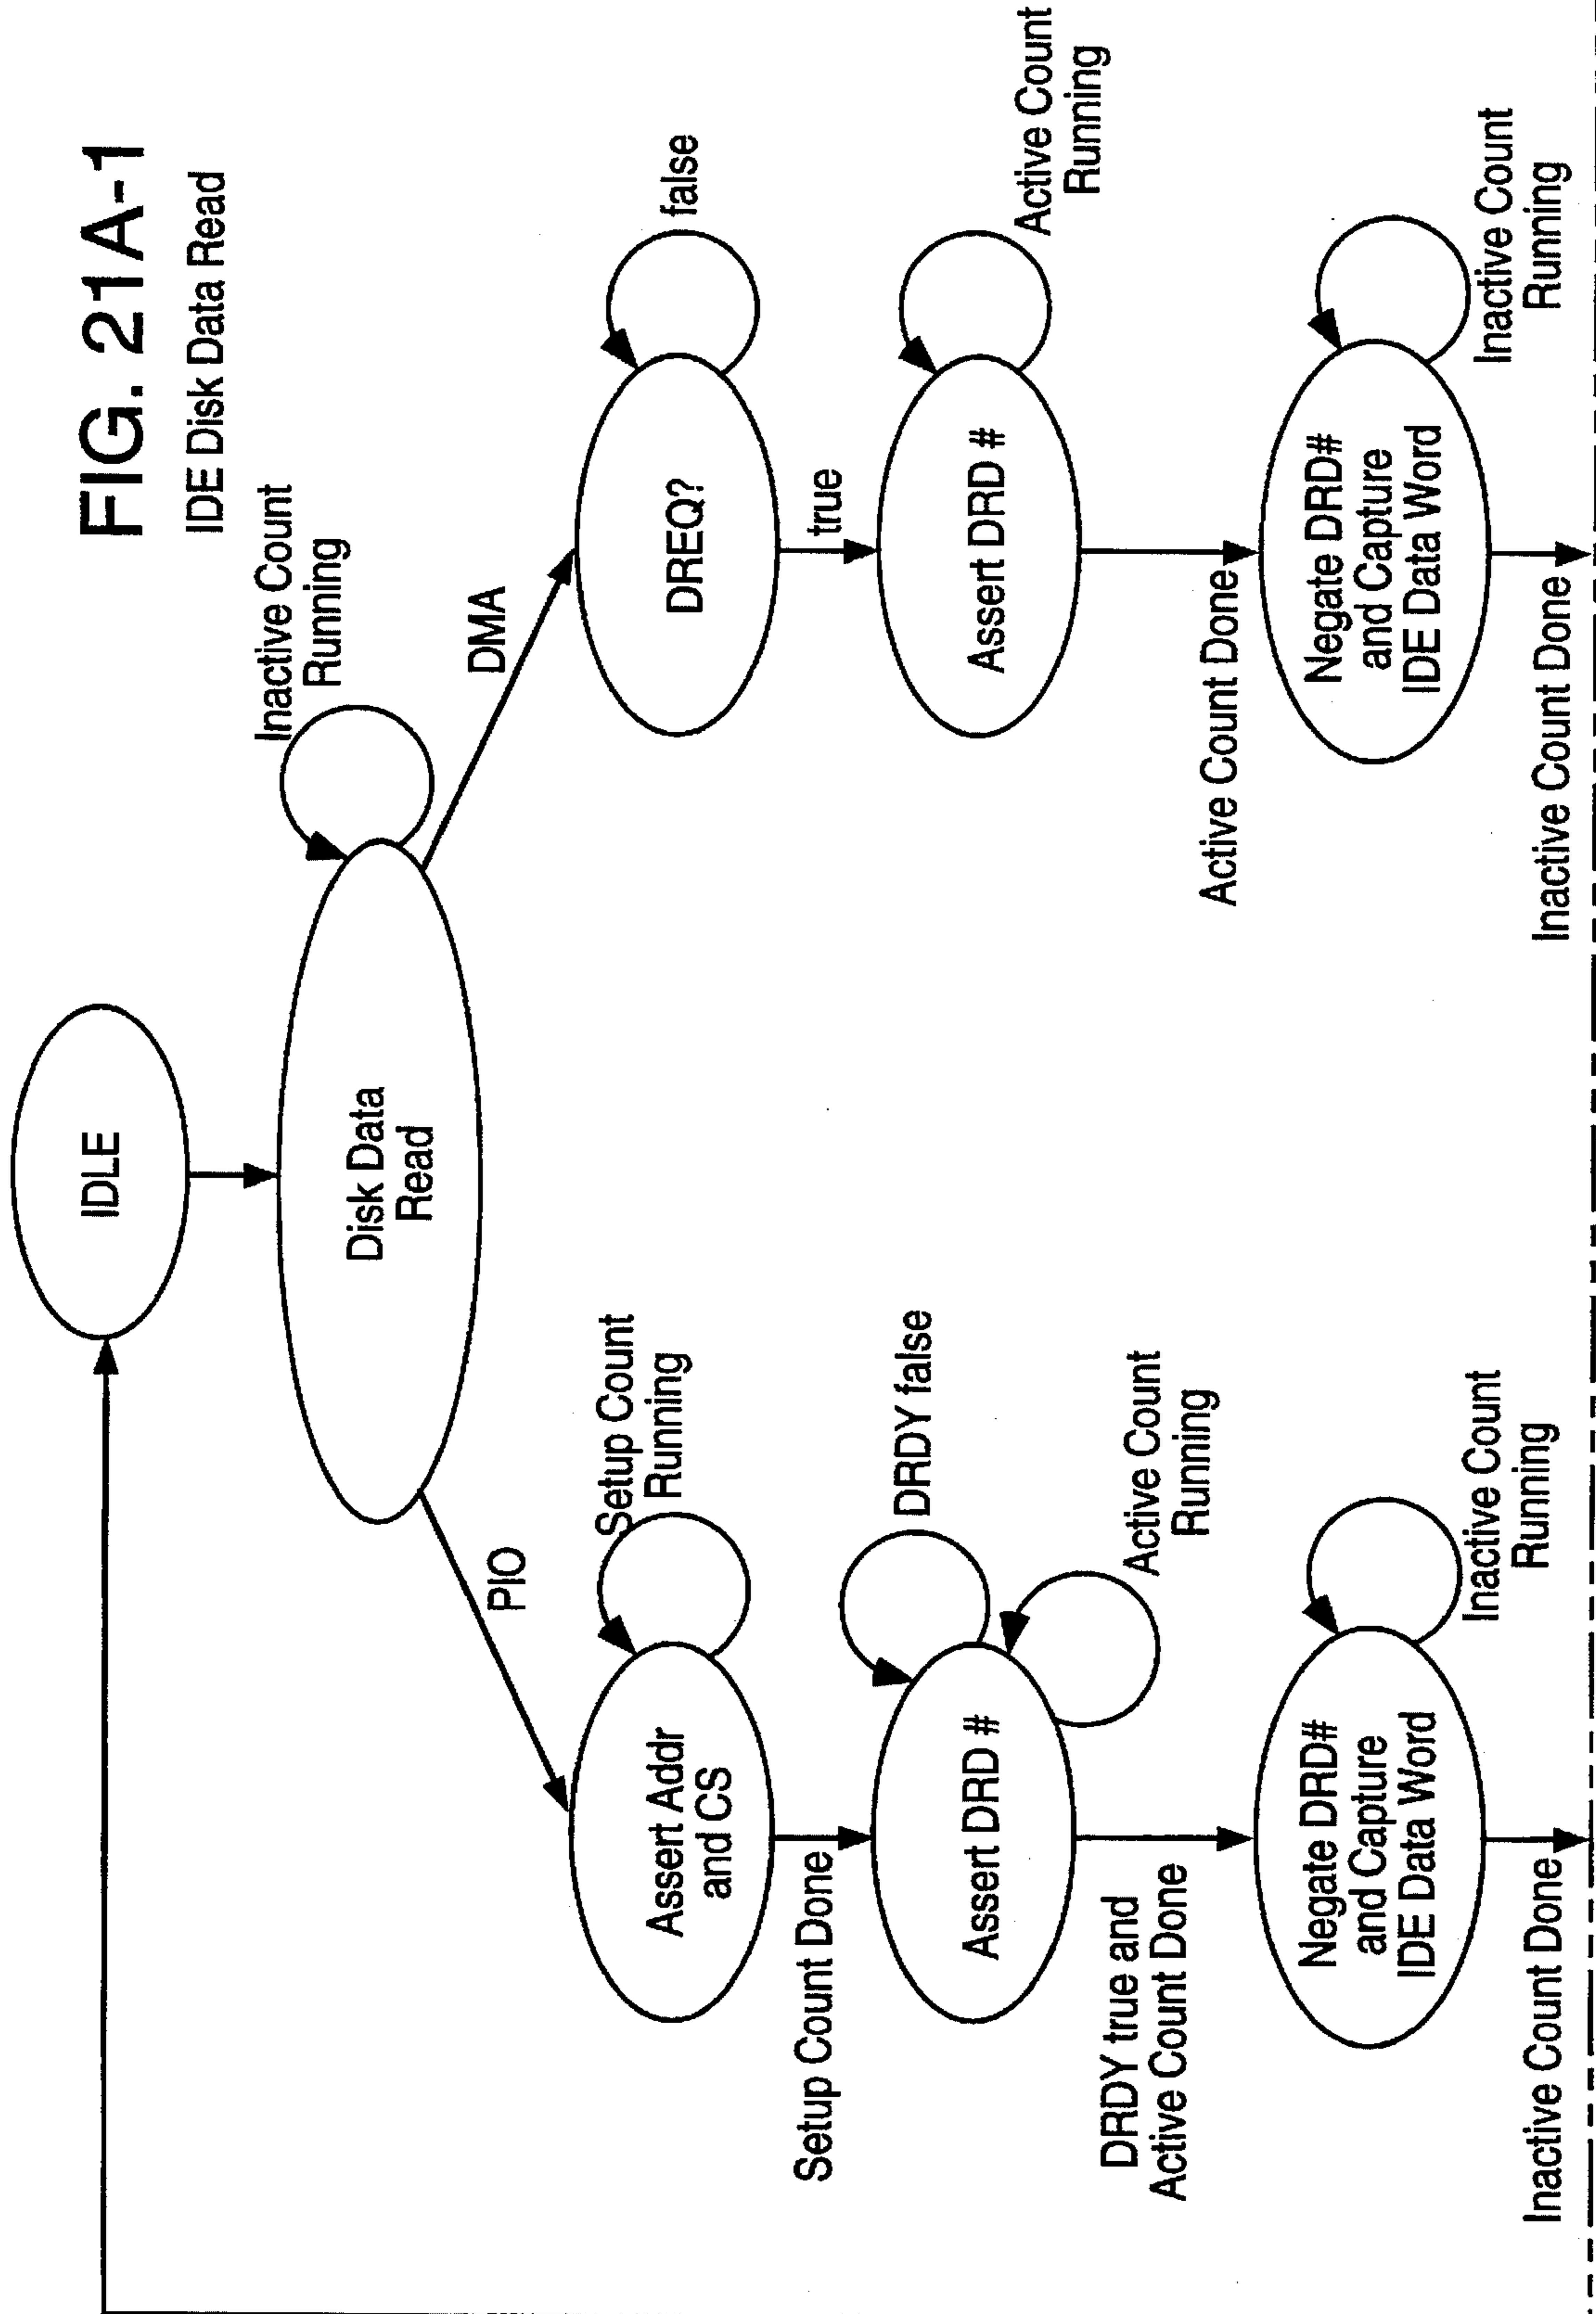 FIG. 21A-1
IDE Disk Data Read
IDLE
Disk Data
Read
Inactive Count
Running
PIO
DMA
Assert Addr
and CS
Setup Count
Running
Setup Count Done
Assert DRD #
DRDY false
Active Count
Running
DRDY true and
Active Count Done
Negate DRD#
and Capture
IDE Data Word
Inactive Count
Running
Inactive Count Done
DREQ?
false
true
Assert DRD #
Active Count
Running
Active Count Done
Negate DRD#
and Capture
IDE Data Word
Inactive Count
Running
Inactive Count Done